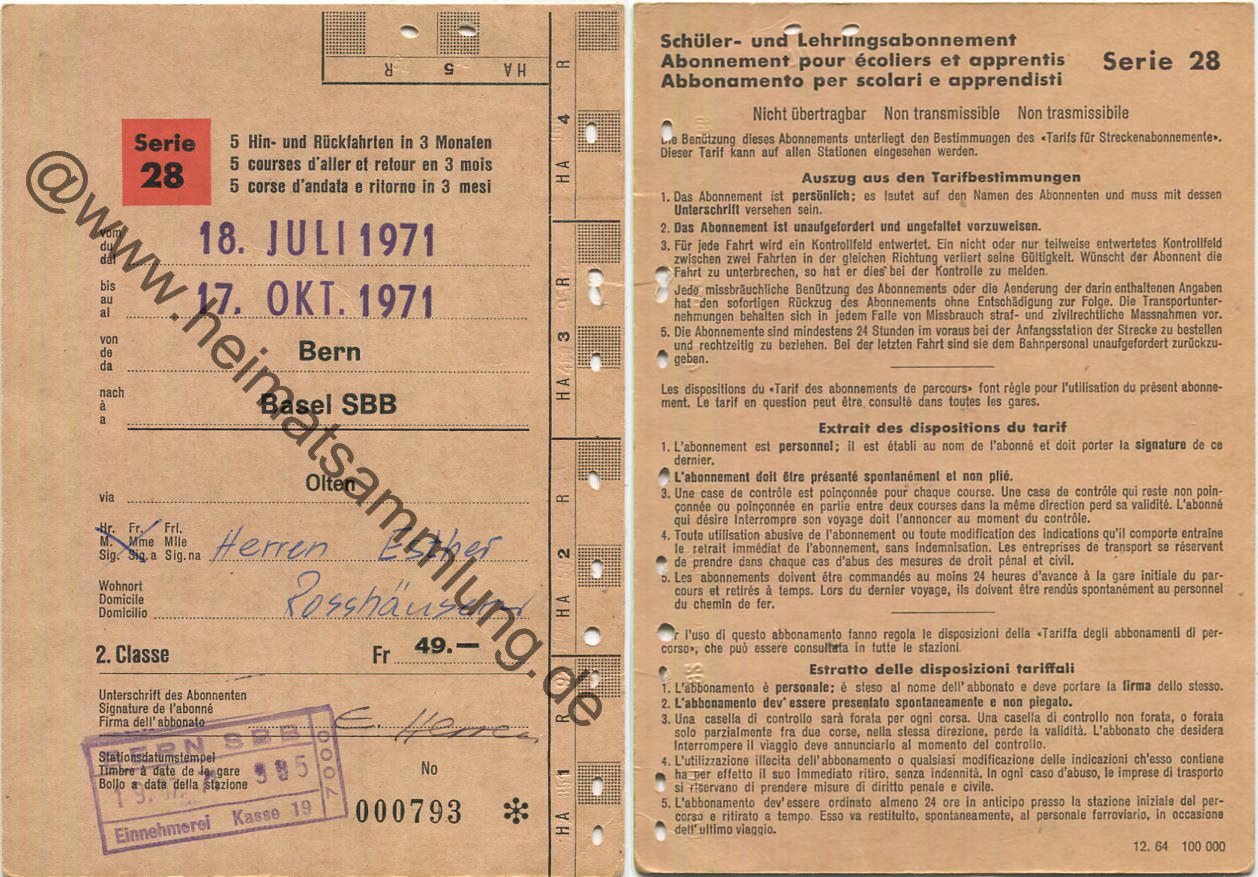 HA 5 R
Serie
28
5 Hin- und Rückfahrten in 3 Monaten
5 courses d'aller et retour en 3 mois
5 corse d'andata e ritorno in 3 mesi
vom
du
dal
18. JULI 1971
bis
au
al
17. OKT. 1971
von
de
da
Bern
nach
à
a
Basel SBB
via
Olten
Hr. Fr. Frl.
M. Mme Mlle
Sig. Sig.a Sig.na
Herren Esther
Wohnort
Domicile
Domicilio
Rosshäusern
2. Classe Fr 49.—
Unterschrift des Abonnenten
Signature de l'abonné
Firma dell'abbonato
E. Herren
Stationsdatumstempel
Timbre à date de la gare
Bollo a data della stazione
BERN SBB
Einnehmerei Kasse 19
0007
No
000793 ✻
R
HA 4
R
HA 3
R
HA 2
R
HA 1
@www.heimatsammlung.de
Schüler- und Lehrlingsabonnement
Abonnement pour écoliers et apprentis
Abbonamento per scolari e apprendisti
Serie 28
Nicht übertragbar Non transmissible Non trasmissibile
Die Benützung dieses Abonnements unterliegt den Bestimmungen des «Tarifs für Streckenabonnemente».
Dieser Tarif kann auf allen Stationen eingesehen werden.
Auszug aus den Tarifbestimmungen
1. Das Abonnement ist persönlich; es lautet auf den Namen des Abonnenten und muss mit dessen
Unterschrift versehen sein.
2. Das Abonnement ist unaufgefordert und ungefaltet vorzuweisen.
3. Für jede Fahrt wird ein Kontrollfeld entwertet. Ein nicht oder nur teilweise entwertetes Kontrollfeld
zwischen zwei Fahrten in der gleichen Richtung verliert seine Gültigkeit. Wünscht der Abonnent die
Fahrt zu unterbrechen, so hat er dies bei der Kontrolle zu melden.
Jede missbräuchliche Benützung des Abonnements oder die Aenderung der darin enthaltenen Angaben
hat den sofortigen Rückzug des Abonnements ohne Entschädigung zur Folge. Die Transportunter-
nehmungen behalten sich in jedem Falle von Missbrauch straf- und zivilrechtliche Massnahmen vor.
5. Die Abonnemente sind mindestens 24 Stunden im voraus bei der Anfangsstation der Strecke zu bestellen
und rechtzeitig zu beziehen. Bei der letzten Fahrt sind sie dem Bahnpersonal unaufgefordert zurückzu-
geben.
Les dispositions du «Tarif des abonnements de parcours» font règle pour l'utilisation du présent abonne-
ment. Le tarif en question peut être consulté dans toutes les gares.
Extrait des dispositions du tarif
1. L'abonnement est personnel; il est établi au nom de l'abonné et doit porter la signature de ce
dernier.
L'abonnement doit être présenté spontanément et non plié.
3. Une case de contrôle est poinçonnée pour chaque course. Une case de contrôle qui reste non poin-
çonnée ou poinçonnée en partie entre deux courses dans la même direction perd sa validité. L'abonné
qui désire interrompre son voyage doit l'annoncer au moment du contrôle.
4. Toute utilisation abusive de l'abonnement ou toute modification des indications qu'il comporte entraîne
le retrait immédiat de l'abonnement, sans indemnisation. Les entreprises de transport se réservent
de prendre dans chaque cas d'abus des mesures de droit pénal et civil.
5. Les abonnements doivent être commandés au moins 24 heures d'avance à la gare initiale du par-
cours et retirés à temps. Lors du dernier voyage, ils doivent être rendus spontanément au personnel
du chemin de fer.
r l'uso di questo abbonamento fanno regola le disposizioni della «Tariffa degli abbonamenti di per-
corso», che può essere consultata in tutte le stazioni.
Estratto delle disposizioni tariffali
1. L'abbonamento è personale; è steso al nome dell'abbonato e deve portare la firma dello stesso.
2. L'abbonamento dev'essere presentato spontaneamente e non piegato.
3. Una casella di controllo sarà forata per ogni corsa. Una casella di controllo non forata, o forata
solo parzialmente fra due corse, nella stessa direzione, perde la validità. L'abbonato che desidera
interrompere il viaggio deve annunciarlo al momento del controllo.
4. L'utilizzazione illecita dell'abbonamento o qualsiasi modificazione delle indicazioni ch'esso contiene
ha per effetto il suo immediato ritiro, senza indennità. In ogni caso d'abuso, le imprese di trasporto
si riservano di prendere misure di diritto penale e civile.
5. L'abbonamento dev'essere ordinato almeno 24 ore in anticipo presso la stazione iniziale del per-
corso e ritirato a tempo. Esso va restituito, spontaneamente, al personale ferroviario, in occasione
dell'ultimo viaggio.
12. 64 100 000